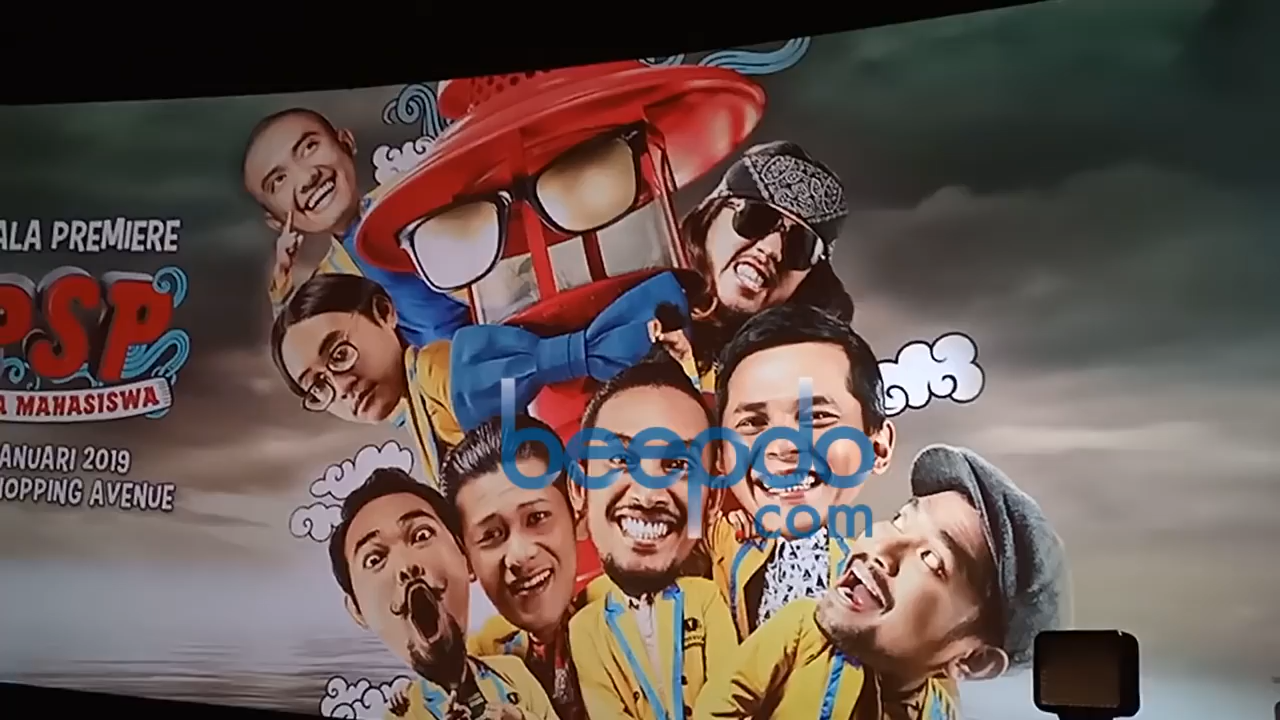 ALA PREMIERE
PSP
A MAHASISWA
ANUARI 2019
HOPPING AVENUE
beepdo
com